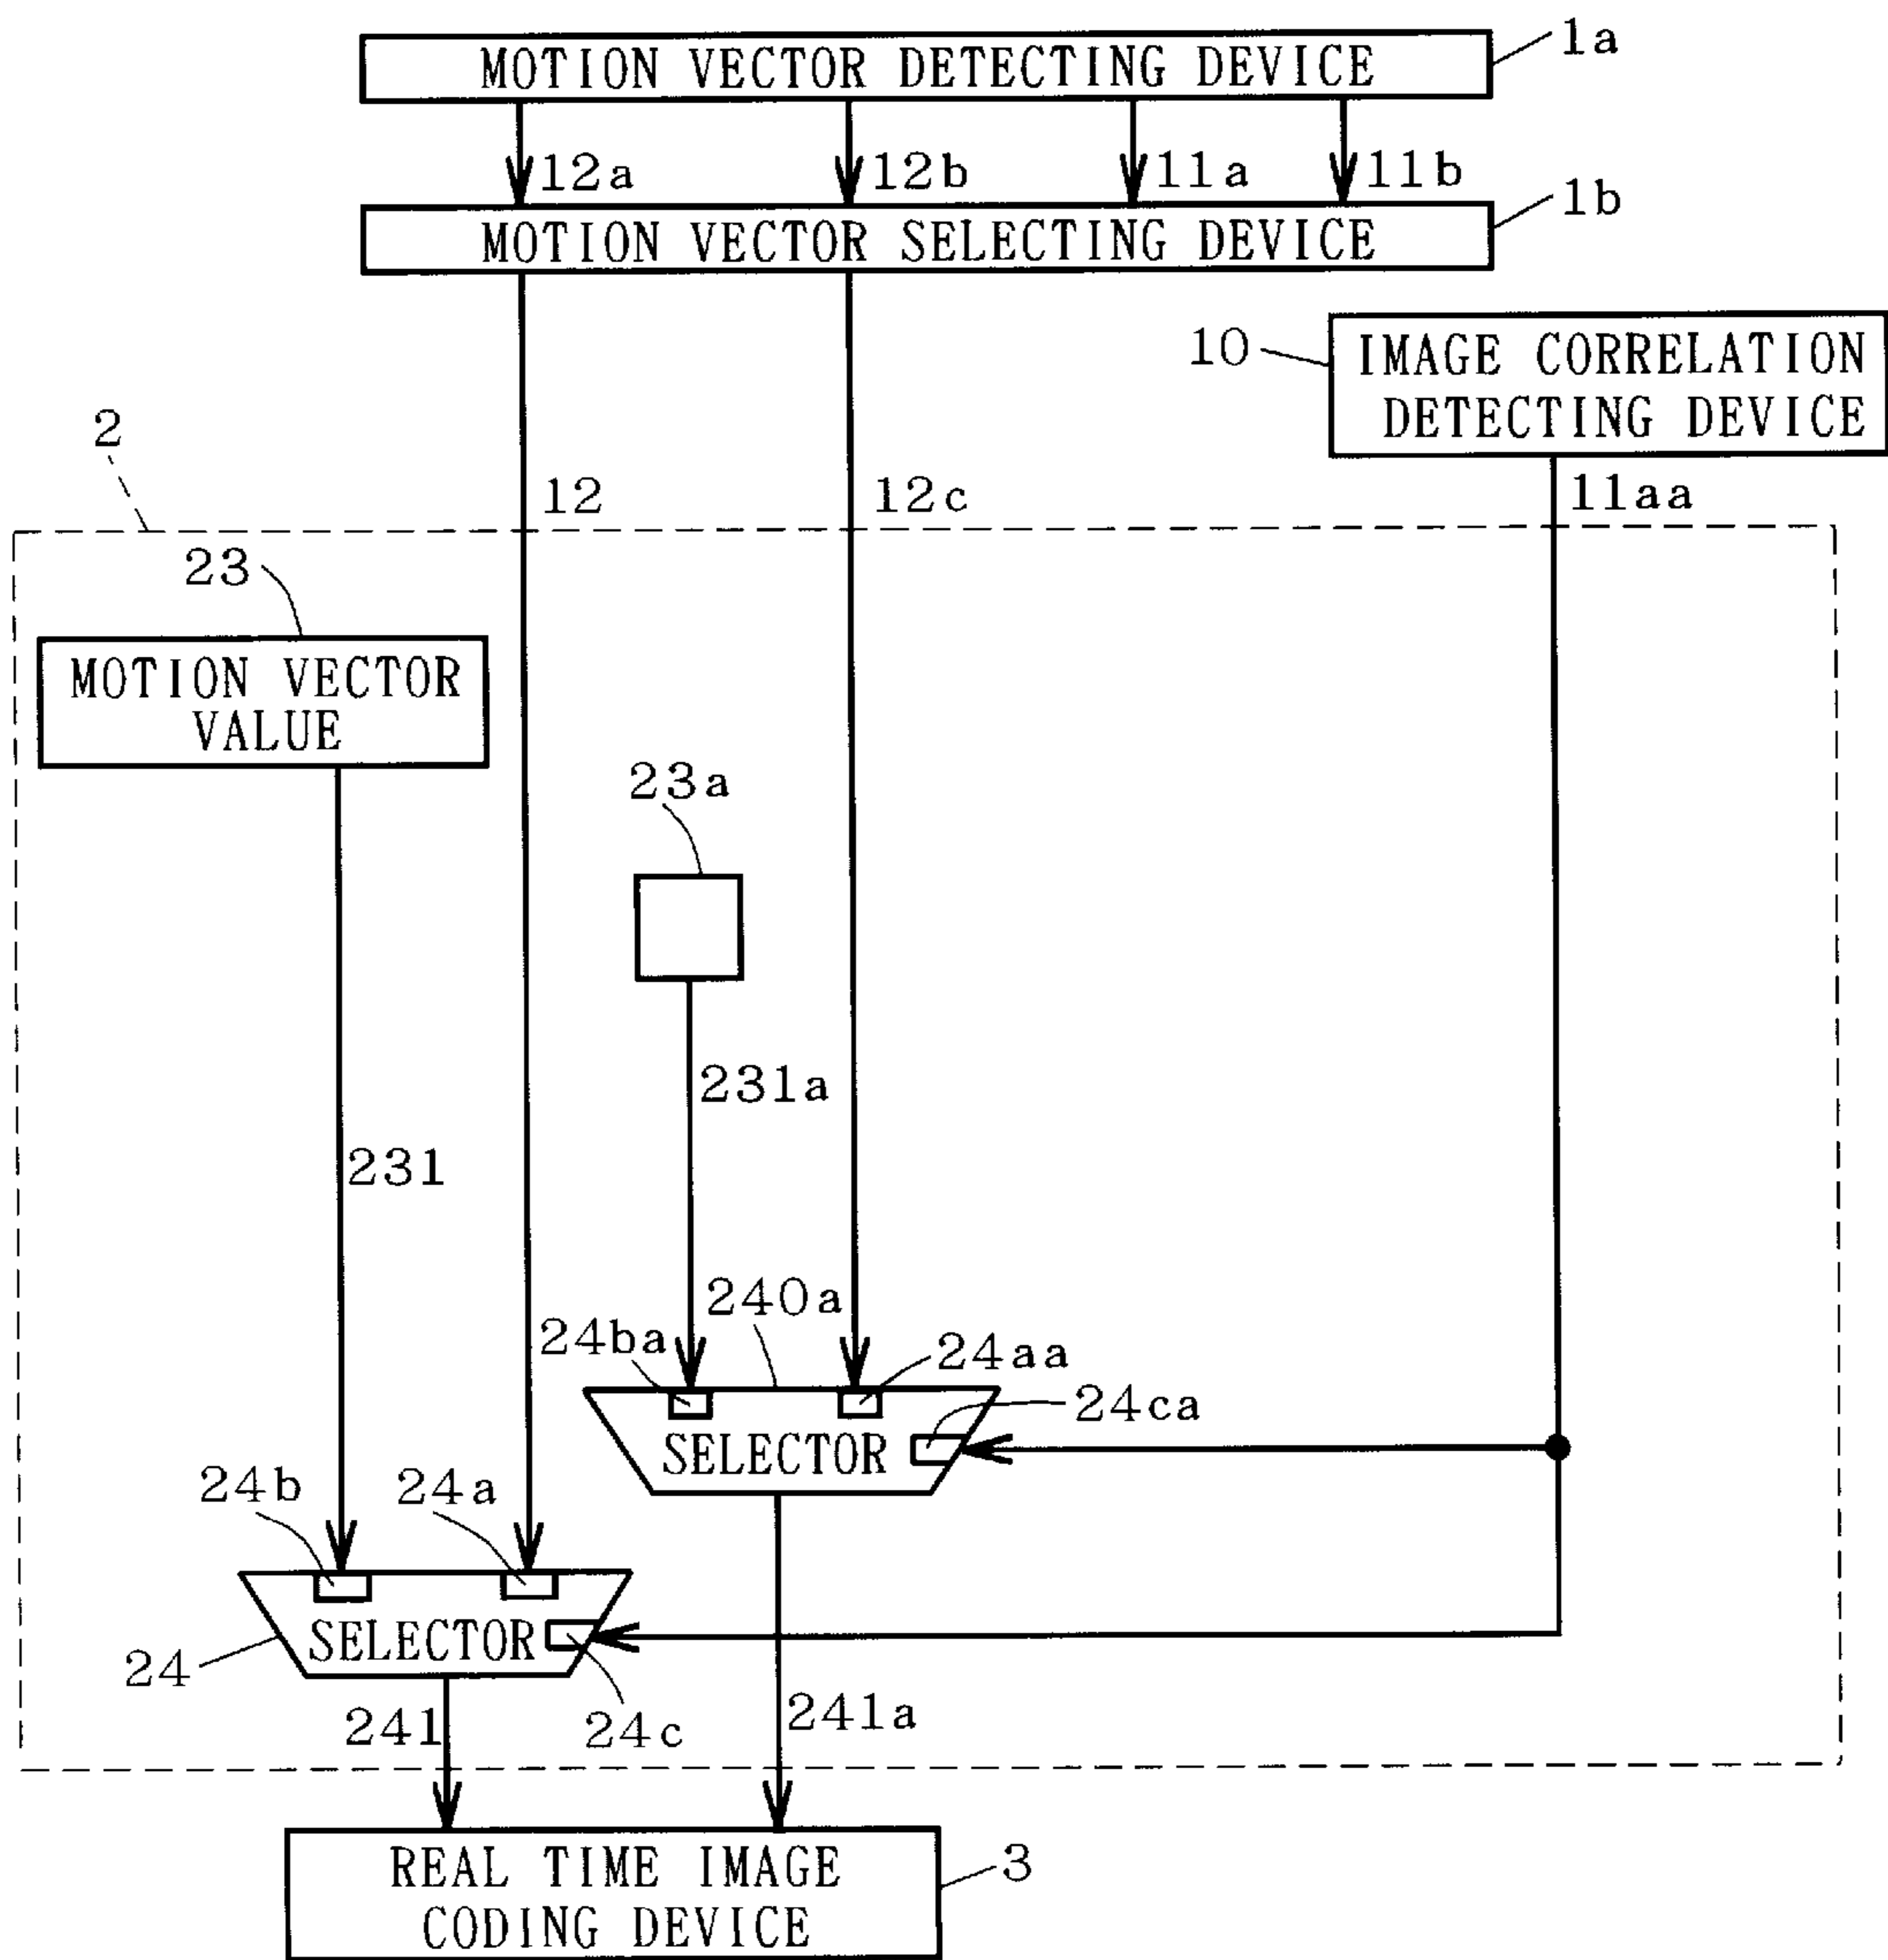 MOTION VECTOR DETECTING DEVICE
1a
12a
12b
11a
11b
MOTION VECTOR SELECTING DEVICE
1b
10
IMAGE CORRELATION
DETECTING DEVICE
2
12
12c
11aa
23
MOTION VECTOR
VALUE
23a
231a
231
240a
24ba
24aa
24ca
SELECTOR
24b
24a
SELECTOR
24
24c
241
241a
REAL TIME IMAGE
CODING DEVICE
3